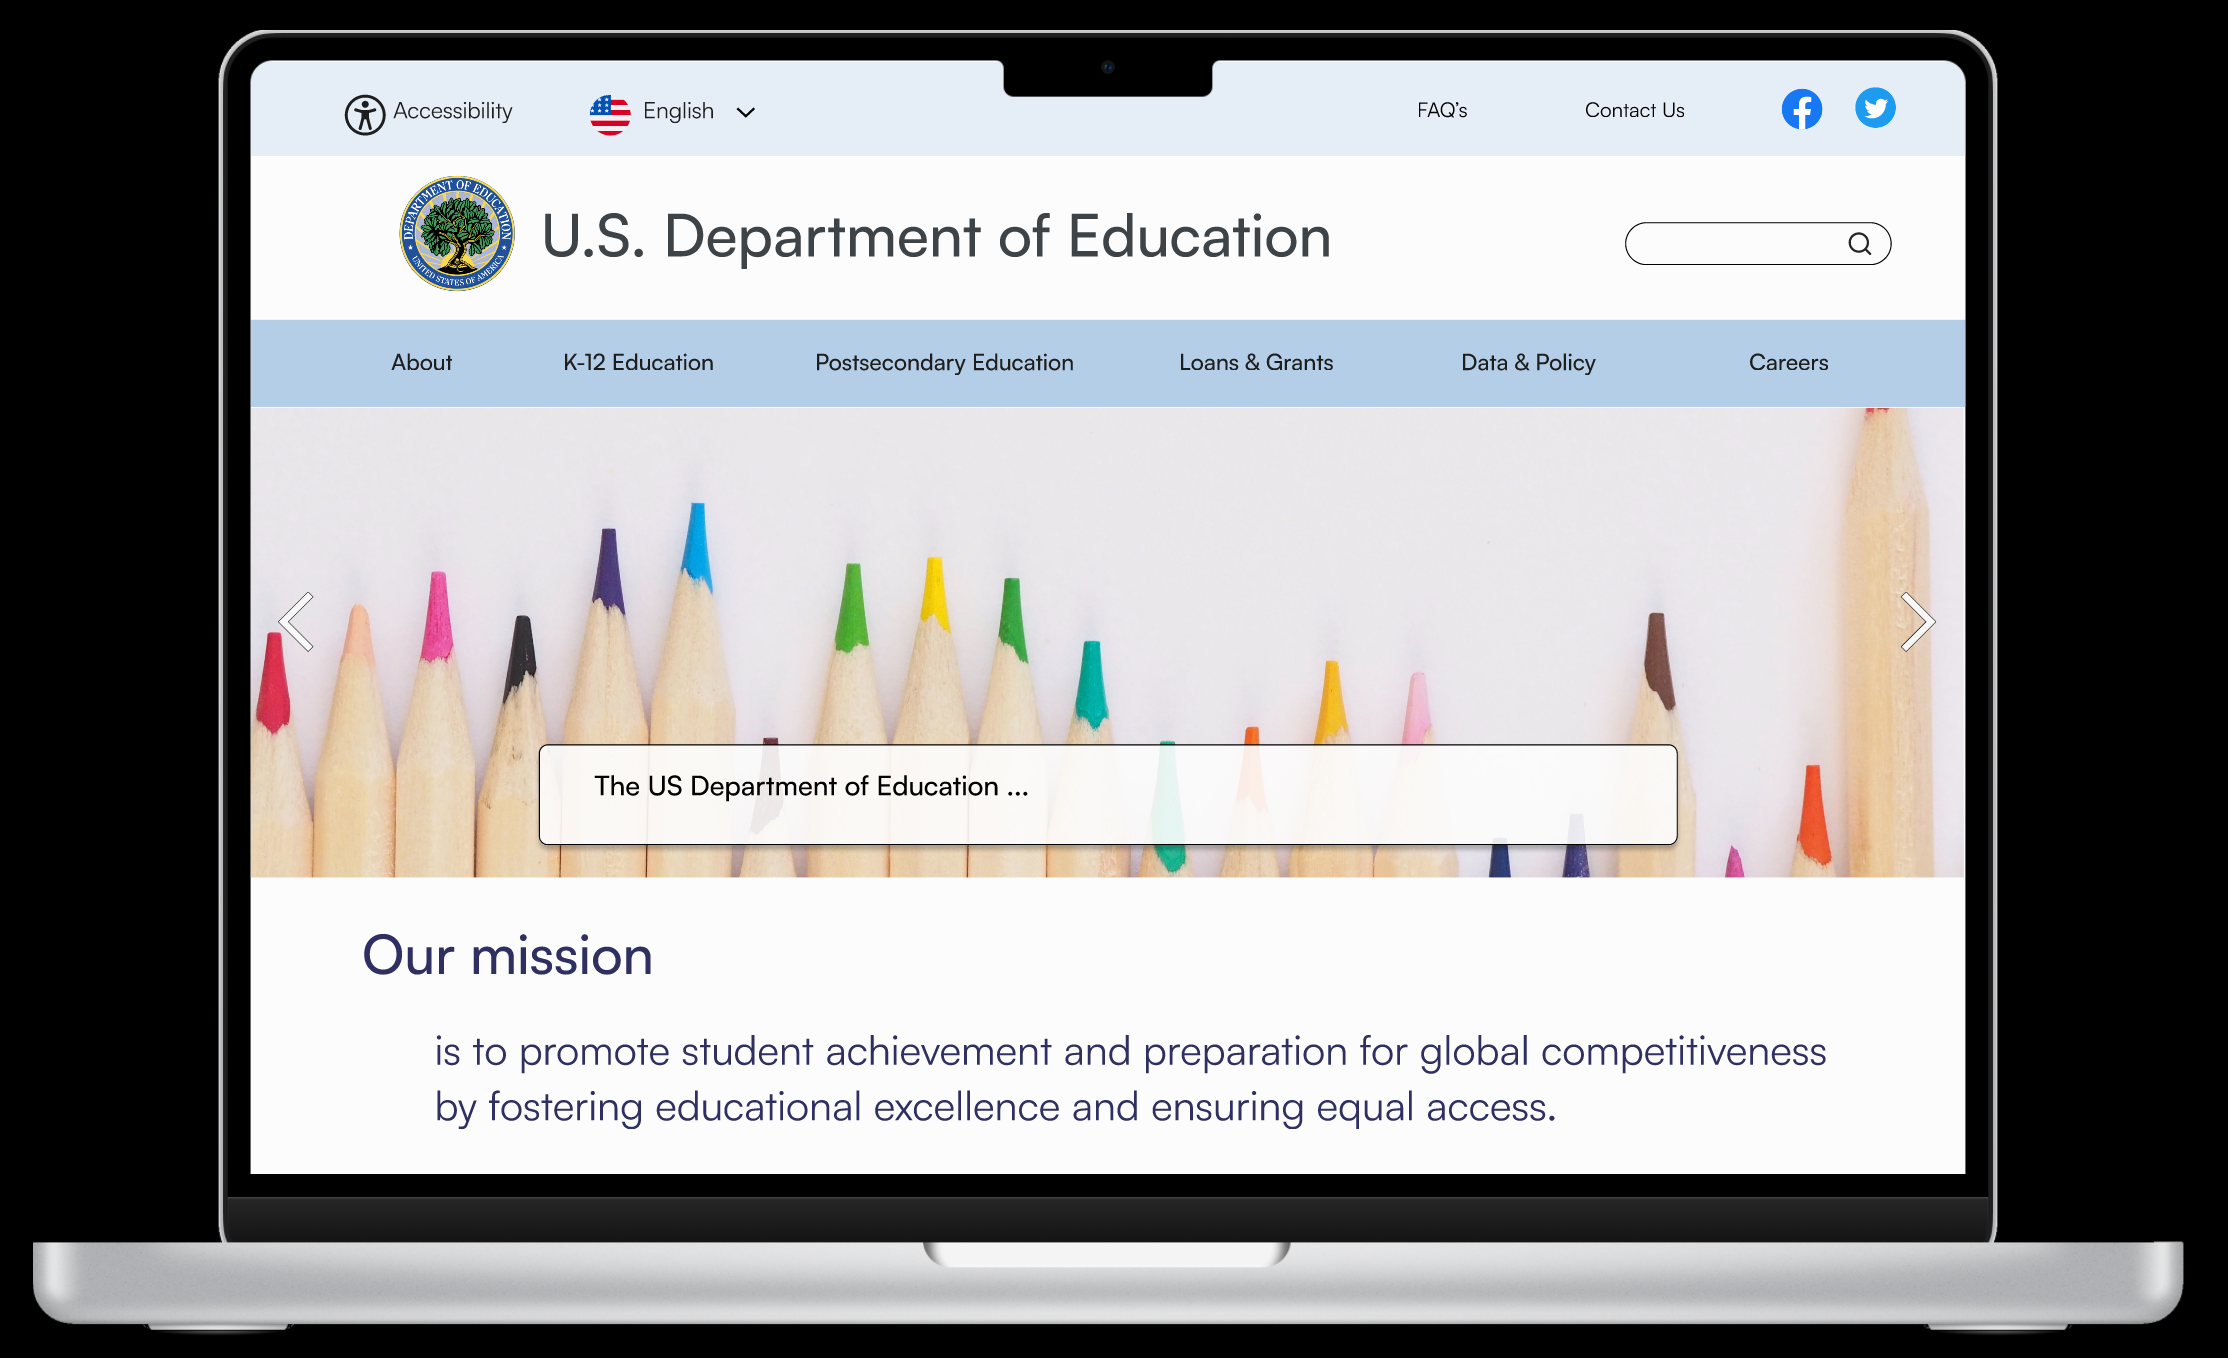 Accessibility
English
FAQ's
Contact Us
DEPARTMENT OF EDUCATION
UNITED STATES OF AMERICA
U.S. Department of Education
About
K-12 Education
Postsecondary Education
Loans & Grants
Data & Policy
Careers
The US Department of Education ...
Our mission
is to promote student achievement and preparation for global competitiveness
by fostering educational excellence and ensuring equal access.